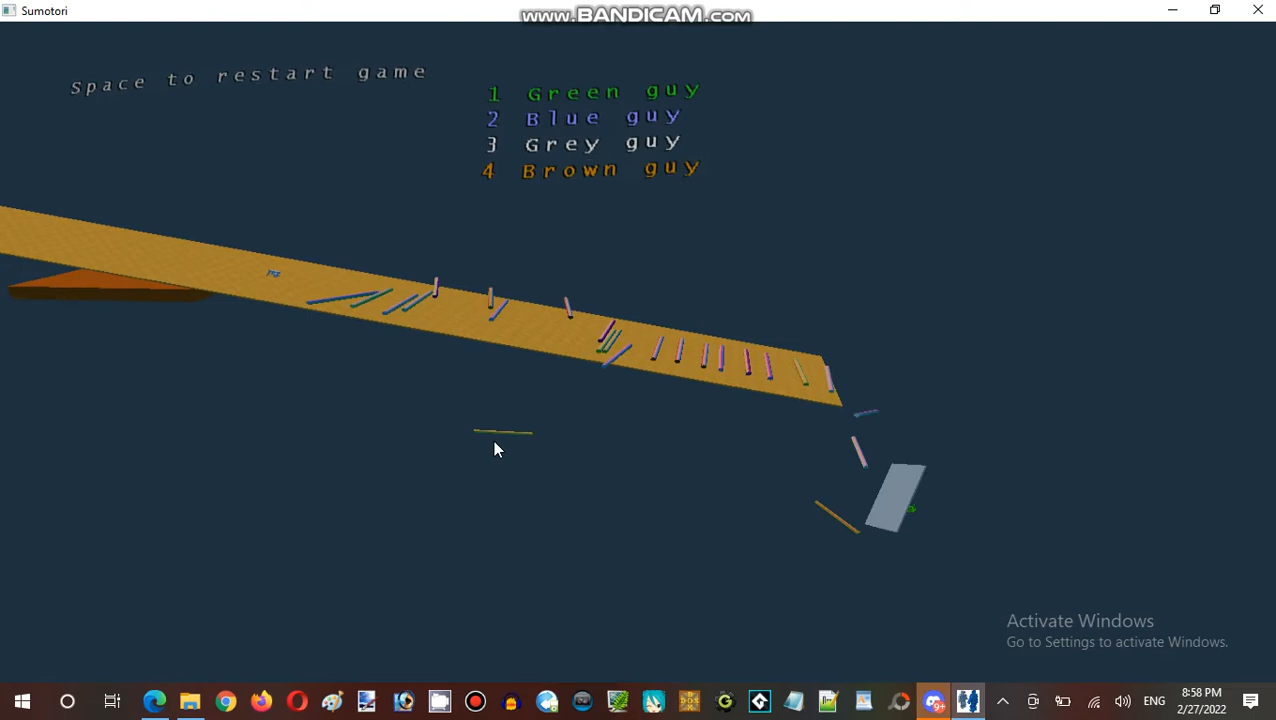 Sumotori
www.BANDICAM.com
Space to restart game
1 Green guy
2 Blue guy
3 Grey guy
4 Brown guy
Activate Windows
Go to Settings to activate Windows.
ENG
8:58 PM
2/27/2022
9+